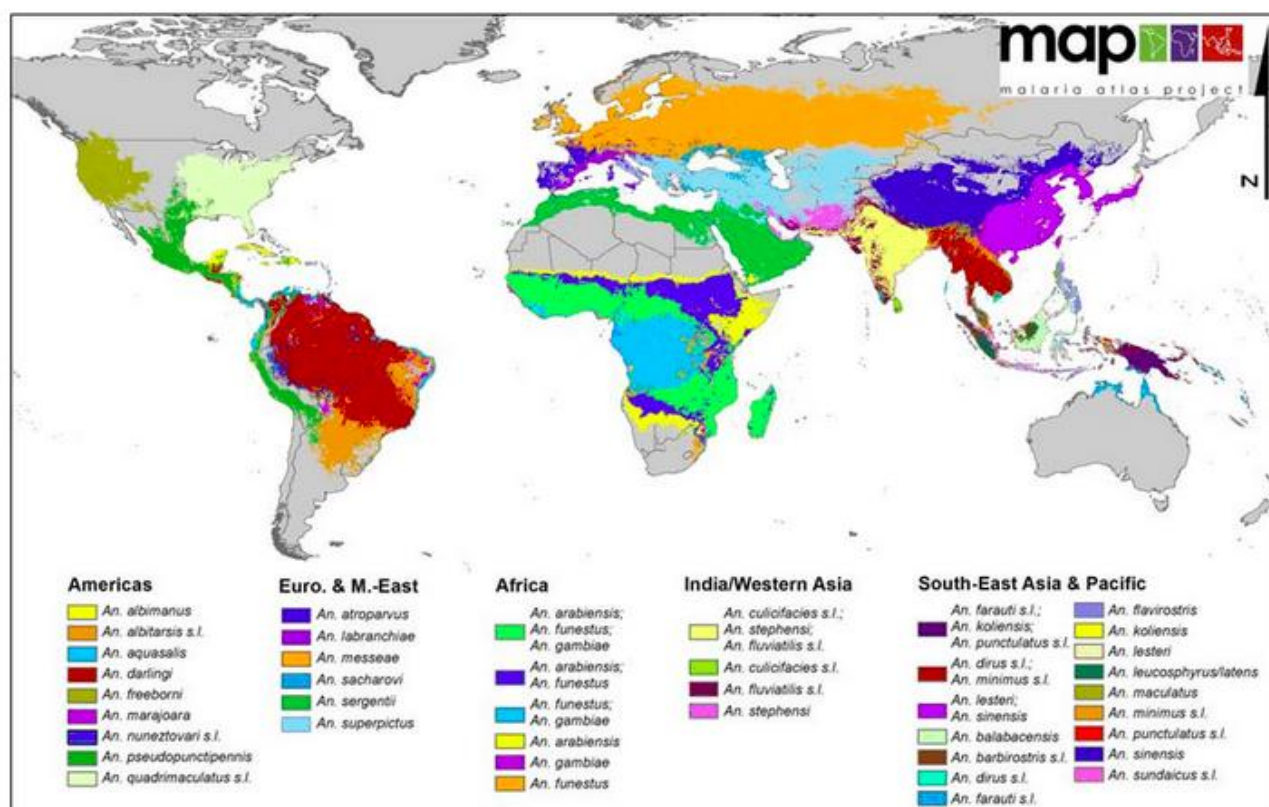 map
malaria atlas project
N
Americas
An. albimanus
An. albitarsis s.l.
An. aquasalis
An. darlingi
An. freeborni
An. marajoara
An. nuneztovari s.l.
An. pseudopunctipennis
An. quadrimaculatus s.l.
Euro. & M.-East
An. atroparvus
An. labranchiae
An. messeae
An. sacharovi
An. sergentii
An. superpictus
Africa
An. arabiensis;
An. funestus;
An. gambiae
An. arabiensis;
An. funestus
An. funestus;
An. gambiae
An. arabiensis
An. gambiae
An. funestus
India/Western Asia
An. culicifacies s.l.;
An. stephensi;
An. fluviatilis s.l.
An. culicifacies s.l.
An. fluviatilis s.l.
An. stephensi
South-East Asia & Pacific
An. farauti s.l.;
An. koliensis;
An. punctulatus s.l.
An. dirus s.l.;
An. minimus s.l.
An. lesteri;
An. sinensis
An. balabacensis
An. barbirostris s.l.
An. dirus s.l.
An. farauti s.l.
An. flavirostris
An. koliensis
An. lesteri
An. leucosphyrus/latens
An. maculatus
An. minimus s.l.
An. punctulatus s.l.
An. sinensis
An. sundaicus s.l.